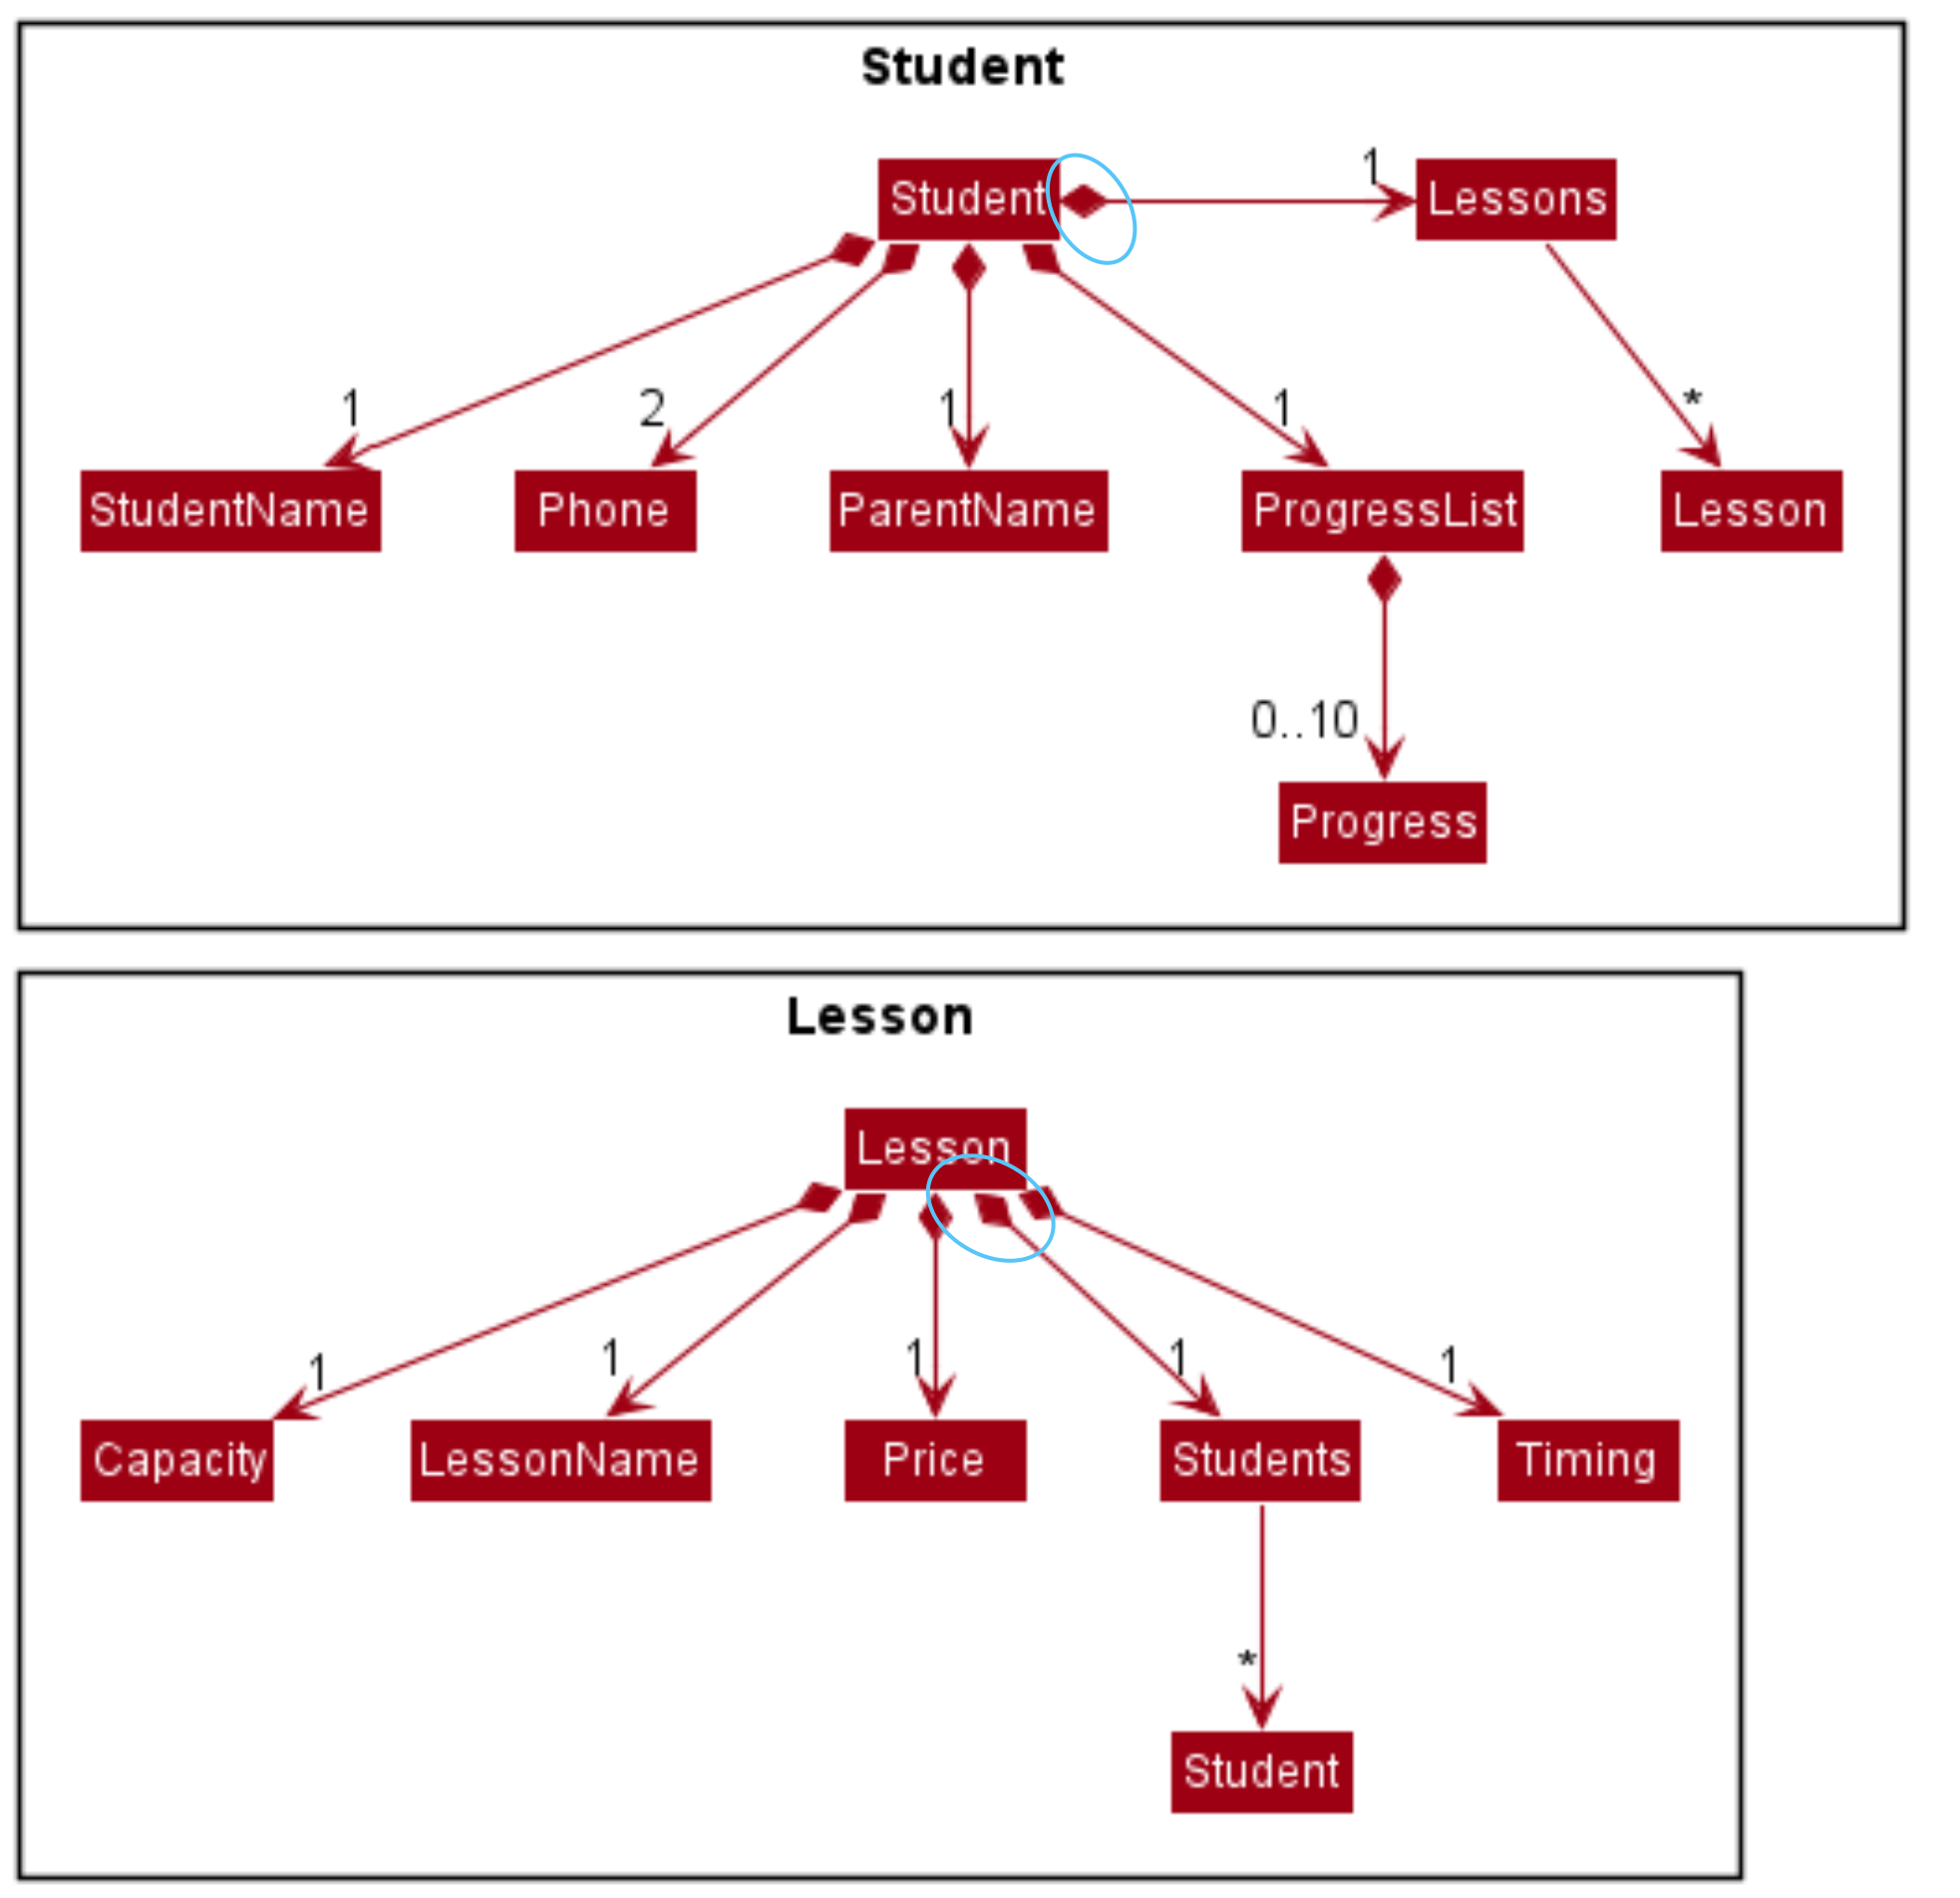 Student
Student
1
Lessons
1
2
1
1
*
StudentName
Phone
ParentName
ProgressList
Lesson
0..10
Progress
Lesson
Lesson
1
1
1
1
1
Capacity
LessonName
Price
Students
Timing
*
Student